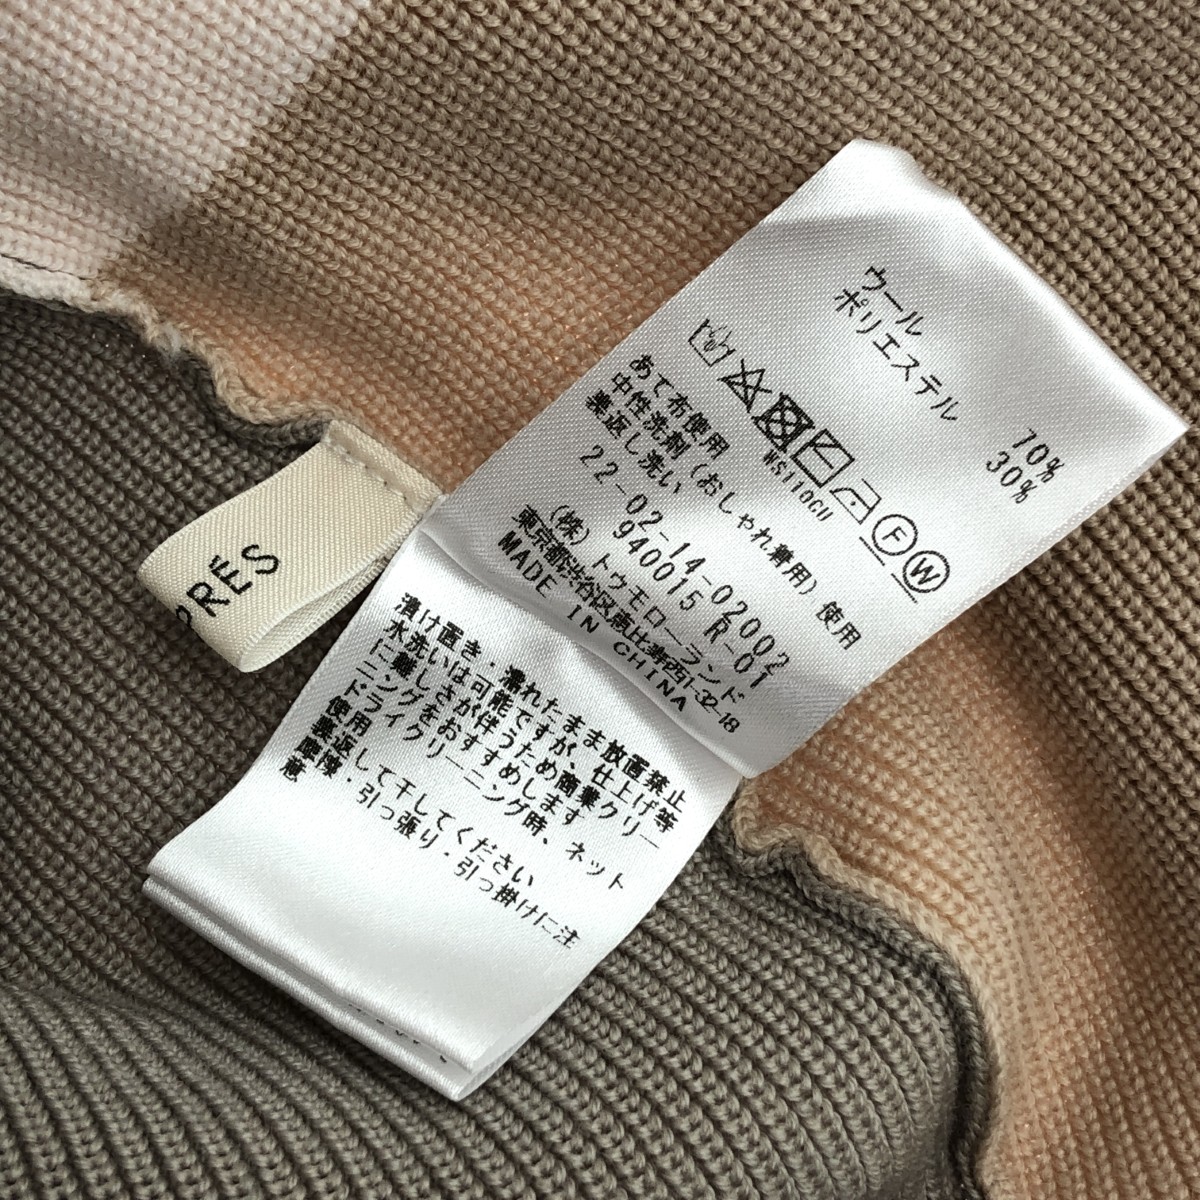 PRÉS
ウール 70%
ポリエステル 30%
F W
WS110CU
あて布使用
中性洗剤(おしゃれ着用)使用
裏返し洗い
22-02-14-02002
940015 R-01
(株)トゥモローランド
東京都渋谷区恵比寿西1-32-18
MADE IN CHINA
漬け置き・濡れたまま放置禁止
水洗いは可能ですが、仕上げ等
に難しさが伴うため商業クリー
ニングをおすすめします
ドライクリーニング時、ネット
使用
裏返して干してください
摩擦・引っ張り・引っ掛けに注
意